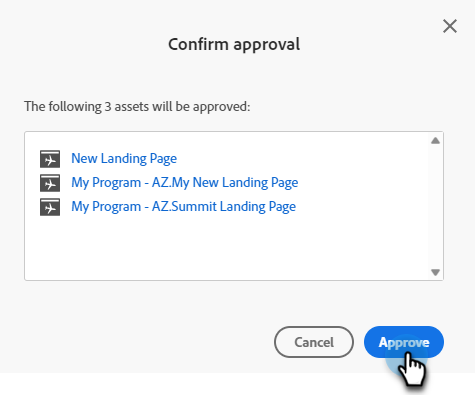 Confirm approval
The following 3 assets will be approved:
New Landing Page
My Program - AZ.My New Landing Page
My Program - AZ.Summit Landing Page
Cancel
Approve